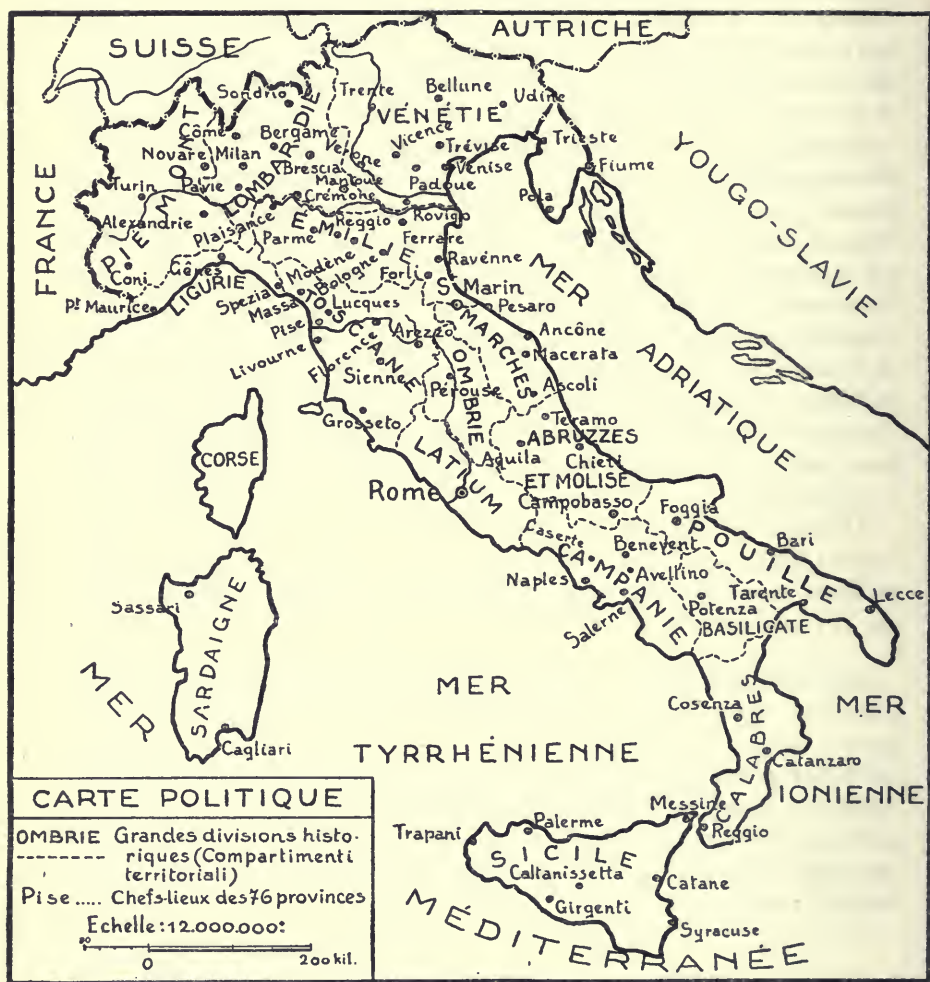 SUISSE
AUTRICHE
FRANCE
YOUGO-SLAVIE
Sondrio
Trente
Bellune
Udine
VÉNÉTIE
Côme
Bergame
Vicence
Trévise
Trieste
Novare
Milan
Brescia
Verone
Venise
Fiume
PIÉMONT
LOMBARDIE
Turin
Pavie
Crémone
Mantoue
Padoue
Pola
Alexandrie
Plaisance
Parme
Reggio
Rovigo
EMILIE
Ferrare
Coni
Gênes
Modène
Bologne
Forli
Ravenne
Pt Maurice
LIGURIE
Spezia
Massa
Lucques
S. Marin
Pesaro
MER ADRIATIQUE
Pise
TOSCANE
Arezzo
MARCHES
Ancône
Livourne
Florence
Macerata
Sienne
OMBRIE
Pérouse
Ascoli
Grosseto
Teramo
CORSE
LATIUM
Aquila
ABRUZZES
Chieti
ET MOLISE
Rome
Campobasso
Foggia
POUILLE
Caserte
Benevent
Bari
CAMPANIE
Naples
Avellino
Tarente
Lecce
Sassari
Salerne
Potenza
BASILICATE
SARDAIGNE
MER
MER
TYRRHÉNIENNE
MER
IONIENNE
Cosenza
CALABRES
Cagliari
Catanzaro
Messine
Reggio
Trapani
Palerme
SICILE
Caltanissetta
Catane
Girgenti
Syracuse
MÉDITERRANÉE
CARTE POLITIQUE
OMBRIE Grandes divisions histo-
riques (Compartimenti
territoriali)
Pise ..... Chefs-lieux des 76 provinces
Echelle: 12.000.000e
50 0 200 kil.